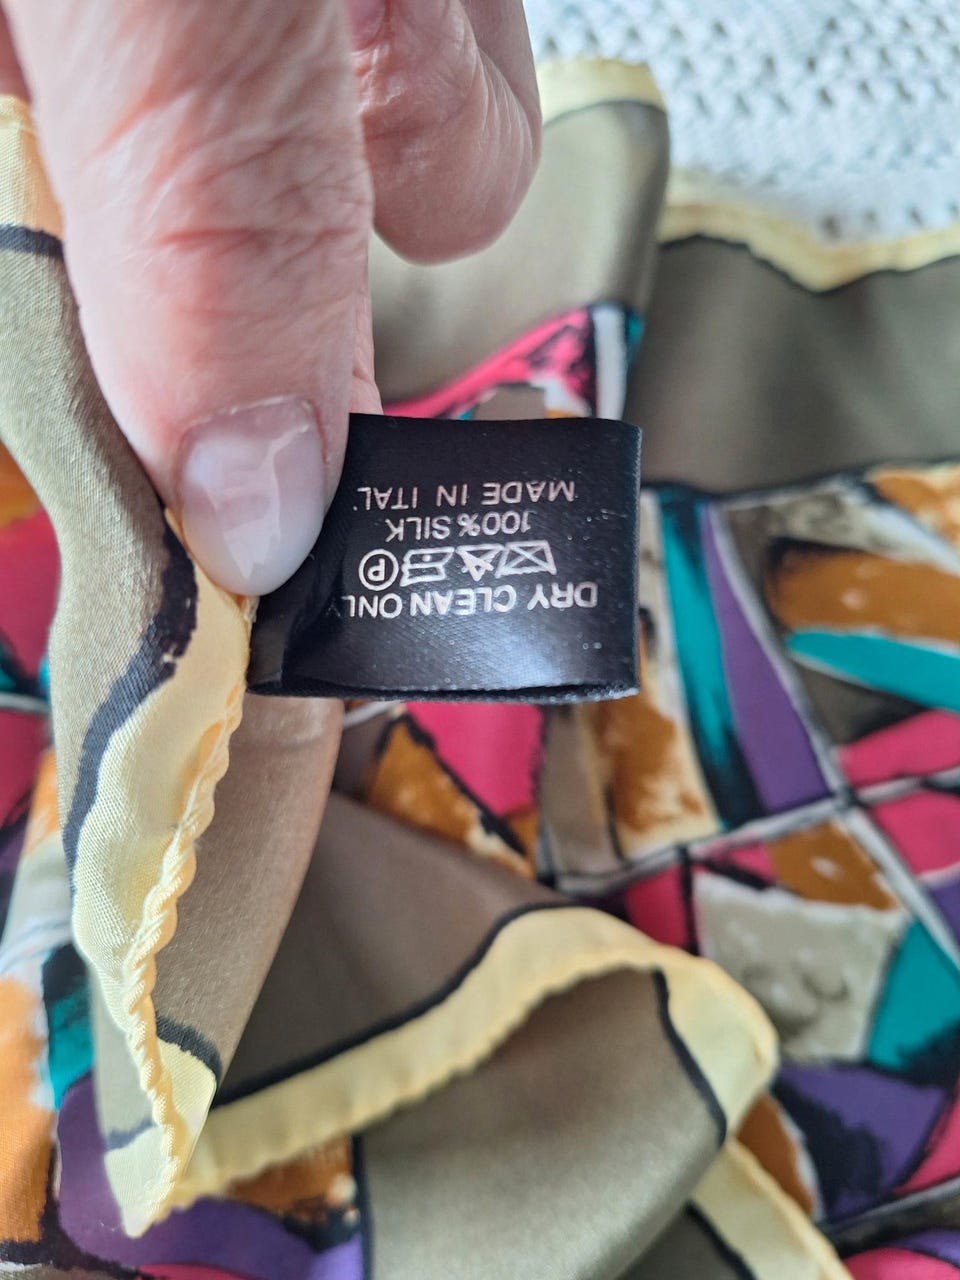 DRY CLEAN ONLY
P
100% SILK
MADE IN ITAL